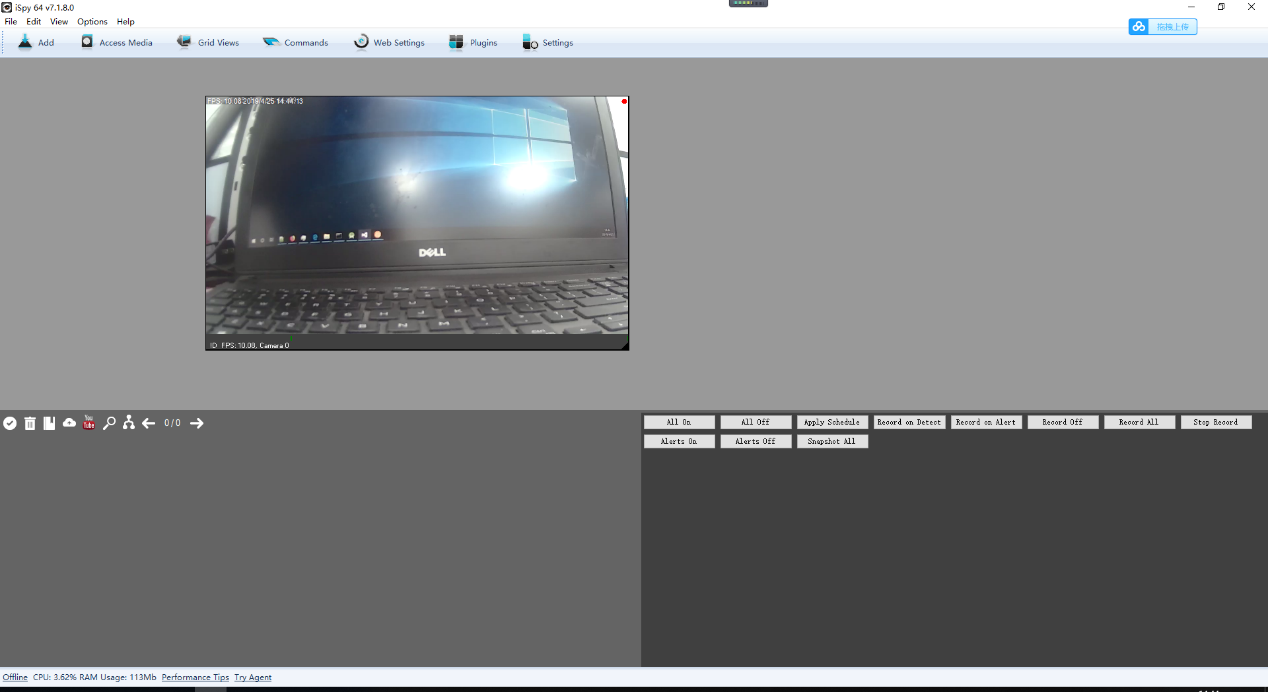 iSpy 64 v7.1.8.0
File Edit View Options Help
拖拽上传
Add Access Media Grid Views Commands Web Settings Plugins Settings
FPS: 10.08 2019/4/25 14:44:13
DELL
FPS: 10.08, Camera 0
You
Tube
0 / 0
All On All Off Apply Schedule Record on Detect Record on Alert Record Off Record All Stop Record
Alerts On Alerts Off Snapshot All
Offline CPU: 3.62% RAM Usage: 113Mb Performance Tips Try Agent